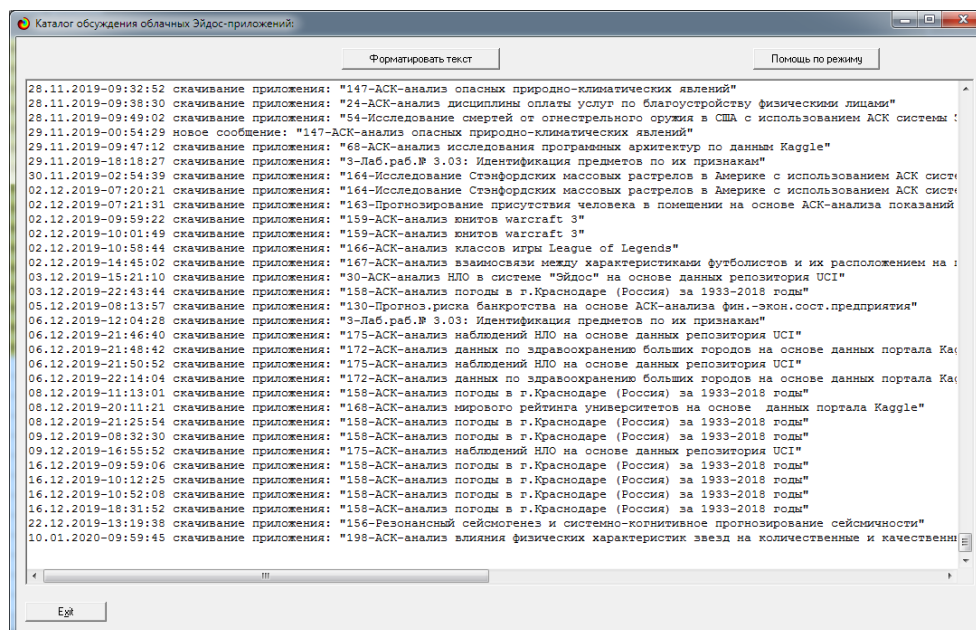 Каталог обсуждения облачных Эйдос-приложений:
Форматировать текст
Помощь по режиму
28.11.2019-09:32:52 скачивание приложения: "147-АСК-анализ опасных природно-климатических явлений"
28.11.2019-09:38:30 скачивание приложения: "24-АСК-анализ дисциплины оплаты услуг по благоустройству физическими лицами"
28.11.2019-09:49:02 скачивание приложения: "54-Исследование смертей от огнестрельного оружия в США с использованием АСК системы
29.11.2019-00:54:29 новое сообщение: "147-АСК-анализ опасных природно-климатических явлений"
29.11.2019-09:47:12 скачивание приложения: "68-АСК-анализ исследования программных архитектур по данным Kaggle"
29.11.2019-18:18:27 скачивание приложения: "3-Лаб.раб.№ 3.03: Идентификация предметов по их признакам"
30.11.2019-02:54:39 скачивание приложения: "164-Исследование Стэнфордских массовых растрелов в Америке с использованием АСК систе
02.12.2019-07:20:21 скачивание приложения: "164-Исследование Стэнфордских массовых растрелов в Америке с использованием АСК систе
02.12.2019-07:21:31 скачивание приложения: "163-Прогнозирование присутствия человека в помещении на основе АСК-анализа показаний
02.12.2019-09:59:22 скачивание приложения: "159-АСК-анализ юнитов warcraft 3"
02.12.2019-10:01:49 скачивание приложения: "159-АСК-анализ юнитов warcraft 3"
02.12.2019-10:58:44 скачивание приложения: "166-АСК-анализ классов игры League of Legends"
02.12.2019-14:45:02 скачивание приложения: "167-АСК-анализ взаимосвязи между характеристиками футболистов и их расположением на
03.12.2019-15:21:10 скачивание приложения: "30-АСК-анализ НЛО в системе "Эйдос" на основе данных репозитория UCI"
03.12.2019-22:43:44 скачивание приложения: "158-АСК-анализ погоды в г.Краснодаре (Россия) за 1933-2018 годы"
05.12.2019-08:13:57 скачивание приложения: "130-Прогноз.риска банкротства на основе АСК-анализа фин.-экон.сост.предприятия"
06.12.2019-12:04:28 скачивание приложения: "3-Лаб.раб.№ 3.03: Идентификация предметов по их признакам"
06.12.2019-21:46:40 скачивание приложения: "175-АСК-анализ наблюдений НЛО на основе данных репозитория UCI"
06.12.2019-21:48:42 скачивание приложения: "172-АСК-анализ данных по здравоохранению больших городов на основе данных портала Kag
06.12.2019-21:50:52 скачивание приложения: "175-АСК-анализ наблюдений НЛО на основе данных репозитория UCI"
06.12.2019-22:14:04 скачивание приложения: "172-АСК-анализ данных по здравоохранению больших городов на основе данных портала Kag
08.12.2019-11:13:01 скачивание приложения: "158-АСК-анализ погоды в г.Краснодаре (Россия) за 1933-2018 годы"
08.12.2019-20:11:21 скачивание приложения: "168-АСК-анализ мирового рейтинга университетов на основе  данных портала Kaggle"
08.12.2019-21:25:54 скачивание приложения: "158-АСК-анализ погоды в г.Краснодаре (Россия) за 1933-2018 годы"
09.12.2019-08:32:30 скачивание приложения: "158-АСК-анализ погоды в г.Краснодаре (Россия) за 1933-2018 годы"
09.12.2019-16:55:52 скачивание приложения: "175-АСК-анализ наблюдений НЛО на основе данных репозитория UCI"
16.12.2019-09:59:06 скачивание приложения: "158-АСК-анализ погоды в г.Краснодаре (Россия) за 1933-2018 годы"
16.12.2019-10:12:25 скачивание приложения: "158-АСК-анализ погоды в г.Краснодаре (Россия) за 1933-2018 годы"
16.12.2019-10:52:08 скачивание приложения: "158-АСК-анализ погоды в г.Краснодаре (Россия) за 1933-2018 годы"
16.12.2019-18:31:52 скачивание приложения: "158-АСК-анализ погоды в г.Краснодаре (Россия) за 1933-2018 годы"
22.12.2019-13:19:38 скачивание приложения: "156-Резонансный сейсмогенез и системно-когнитивное прогнозирование сейсмичности"
10.01.2020-09:59:45 скачивание приложения: "198-АСК-анализ влияния физических характеристик звезд на количественные и качественн
Exit